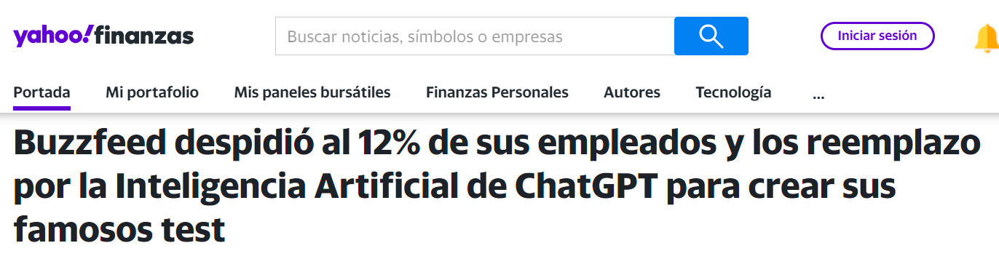 yahoo!finanzas
Buscar noticias, símbolos o empresas
Iniciar sesión
Portada
Mi portafolio
Mis paneles bursátiles
Finanzas Personales
Autores
Tecnología
...
Buzzfeed despidió al 12% de sus empleados y los reemplazo
por la Inteligencia Artificial de ChatGPT para crear sus
famosos test